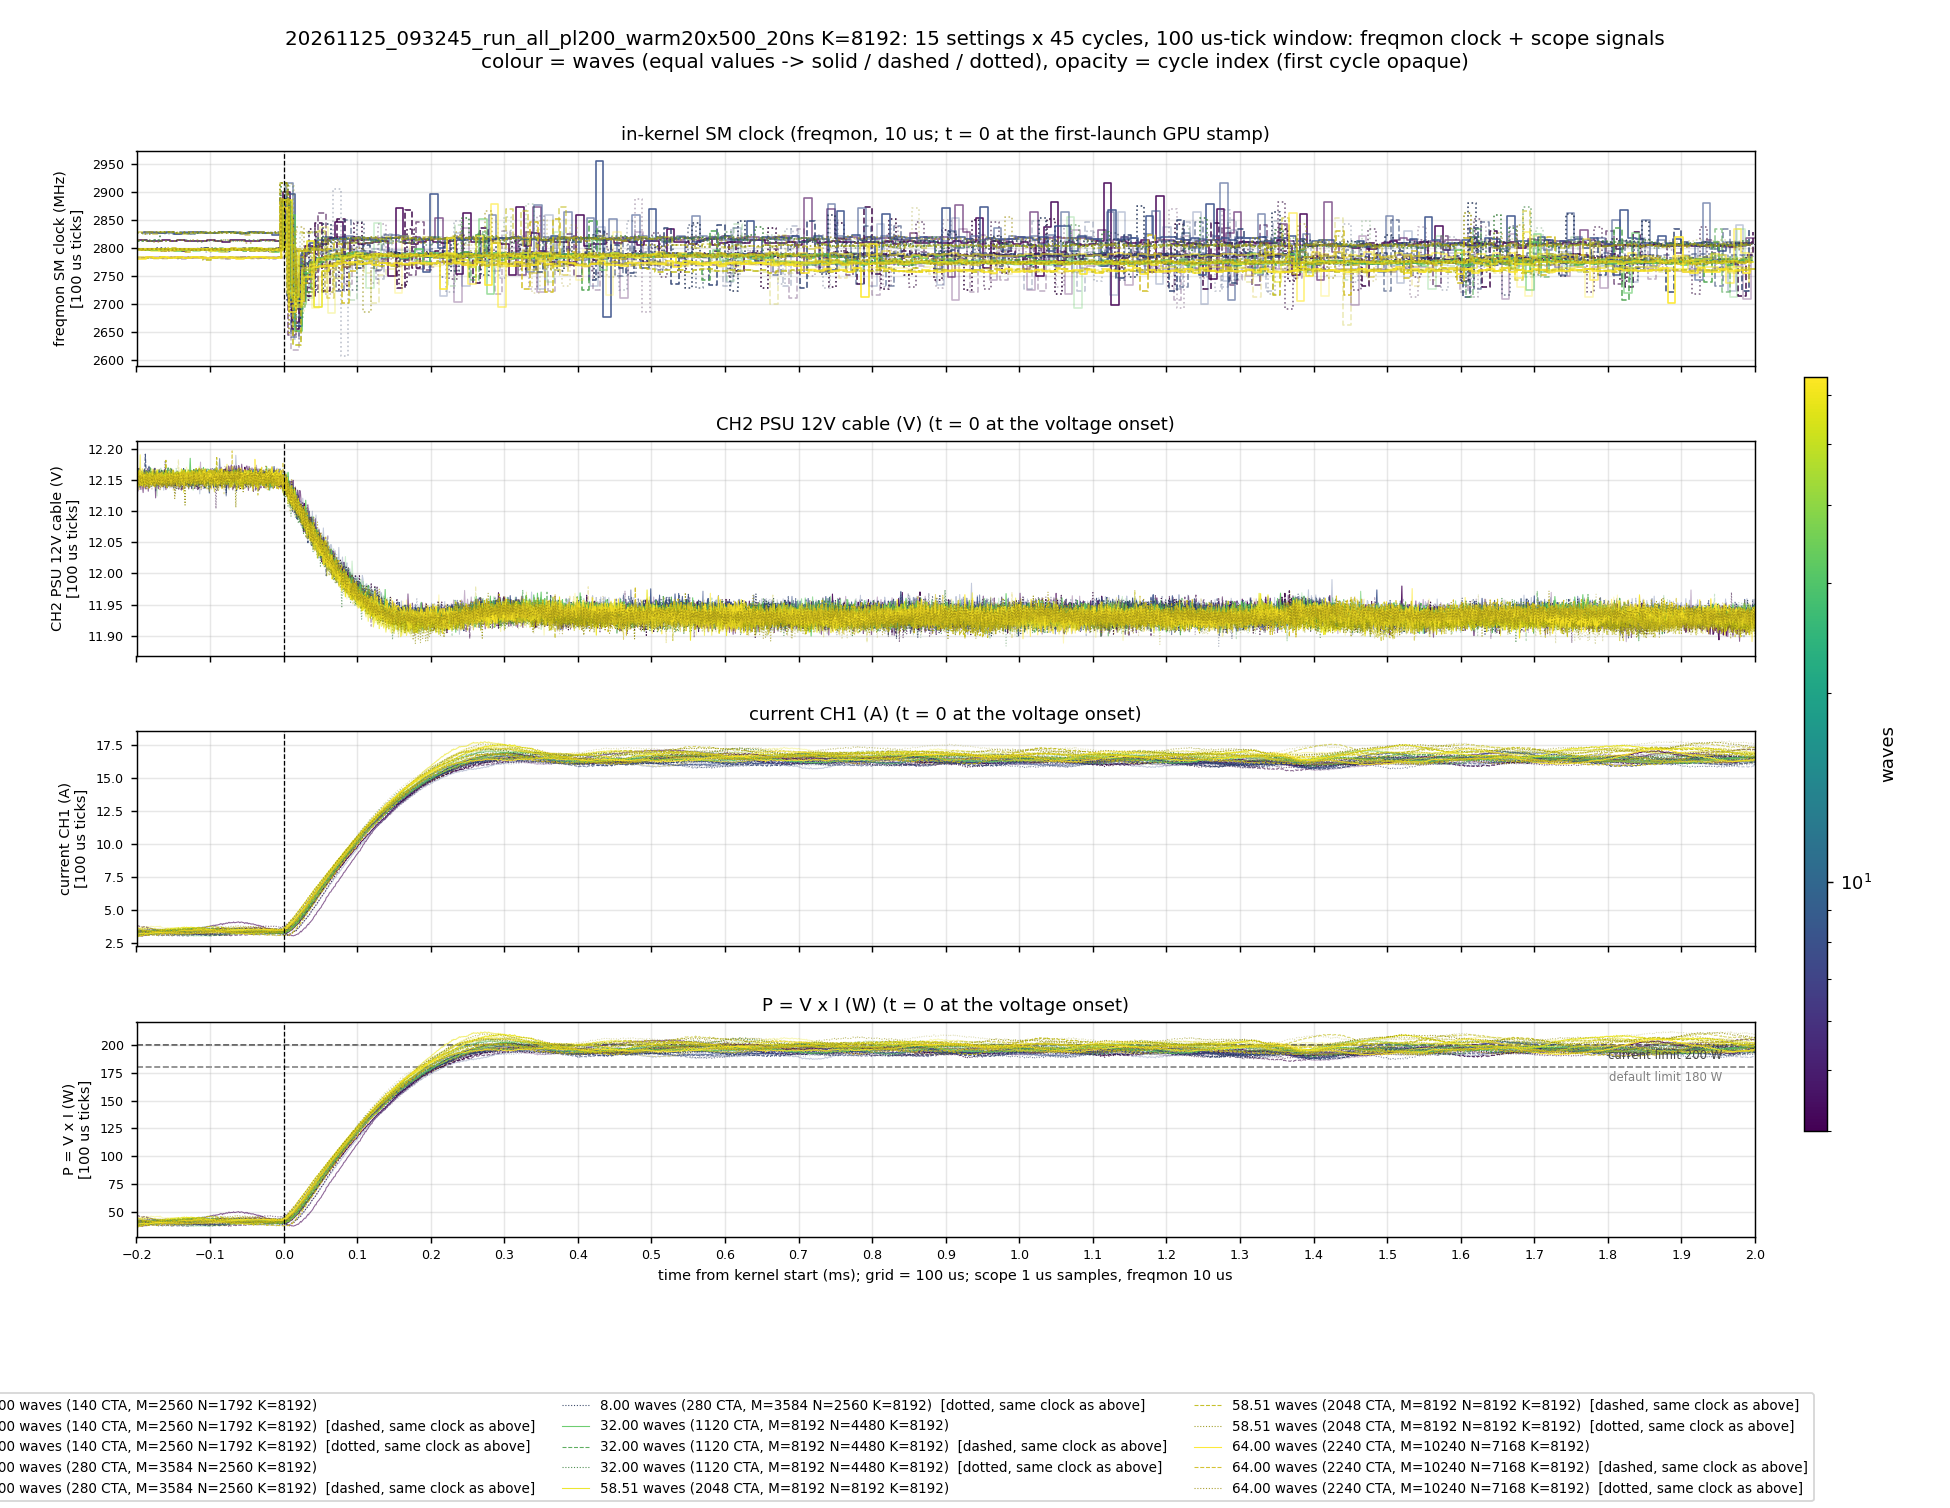 20261125_093245_run_all_pl200_warm20x500_20ns K=8192: 15 settings x 45 cycles, 100 us-tick window: freqmon clock + scope signals
colour = waves (equal values -> solid / dashed / dotted), opacity = cycle index (first cycle opaque)
in-kernel SM clock (freqmon, 10 us; t = 0 at the first-launch GPU stamp)
freqmon SM clock (MHz)
[100 us ticks]
2950
2900
2850
2800
2750
2700
2650
2600
CH2 PSU 12V cable (V) (t = 0 at the voltage onset)
CH2 PSU 12V cable (V)
[100 us ticks]
12.20
12.15
12.10
12.05
12.00
11.95
11.90
current CH1 (A) (t = 0 at the voltage onset)
current CH1 (A)
[100 us ticks]
17.5
15.0
12.5
10.0
7.5
5.0
2.5
P = V x I (W) (t = 0 at the voltage onset)
P = V x I (W)
[100 us ticks]
200
175
150
125
100
75
50
current limit 200 W
default limit 180 W
−0.2 −0.1 0.0 0.1 0.2 0.3 0.4 0.5 0.6 0.7 0.8 0.9 1.0 1.1 1.2 1.3 1.4 1.5 1.6 1.7 1.8 1.9 2.0
time from kernel start (ms); grid = 100 us; scope 1 us samples, freqmon 10 us
waves
10¹
00 waves (140 CTA, M=2560 N=1792 K=8192)
00 waves (140 CTA, M=2560 N=1792 K=8192) [dashed, same clock as above]
00 waves (140 CTA, M=2560 N=1792 K=8192) [dotted, same clock as above]
00 waves (280 CTA, M=3584 N=2560 K=8192)
00 waves (280 CTA, M=3584 N=2560 K=8192) [dashed, same clock as above]
8.00 waves (280 CTA, M=3584 N=2560 K=8192) [dotted, same clock as above]
32.00 waves (1120 CTA, M=8192 N=4480 K=8192)
32.00 waves (1120 CTA, M=8192 N=4480 K=8192) [dashed, same clock as above]
32.00 waves (1120 CTA, M=8192 N=4480 K=8192) [dotted, same clock as above]
58.51 waves (2048 CTA, M=8192 N=8192 K=8192)
58.51 waves (2048 CTA, M=8192 N=8192 K=8192) [dashed, same clock as above]
58.51 waves (2048 CTA, M=8192 N=8192 K=8192) [dotted, same clock as above]
64.00 waves (2240 CTA, M=10240 N=7168 K=8192)
64.00 waves (2240 CTA, M=10240 N=7168 K=8192) [dashed, same clock as above]
64.00 waves (2240 CTA, M=10240 N=7168 K=8192) [dotted, same clock as above]